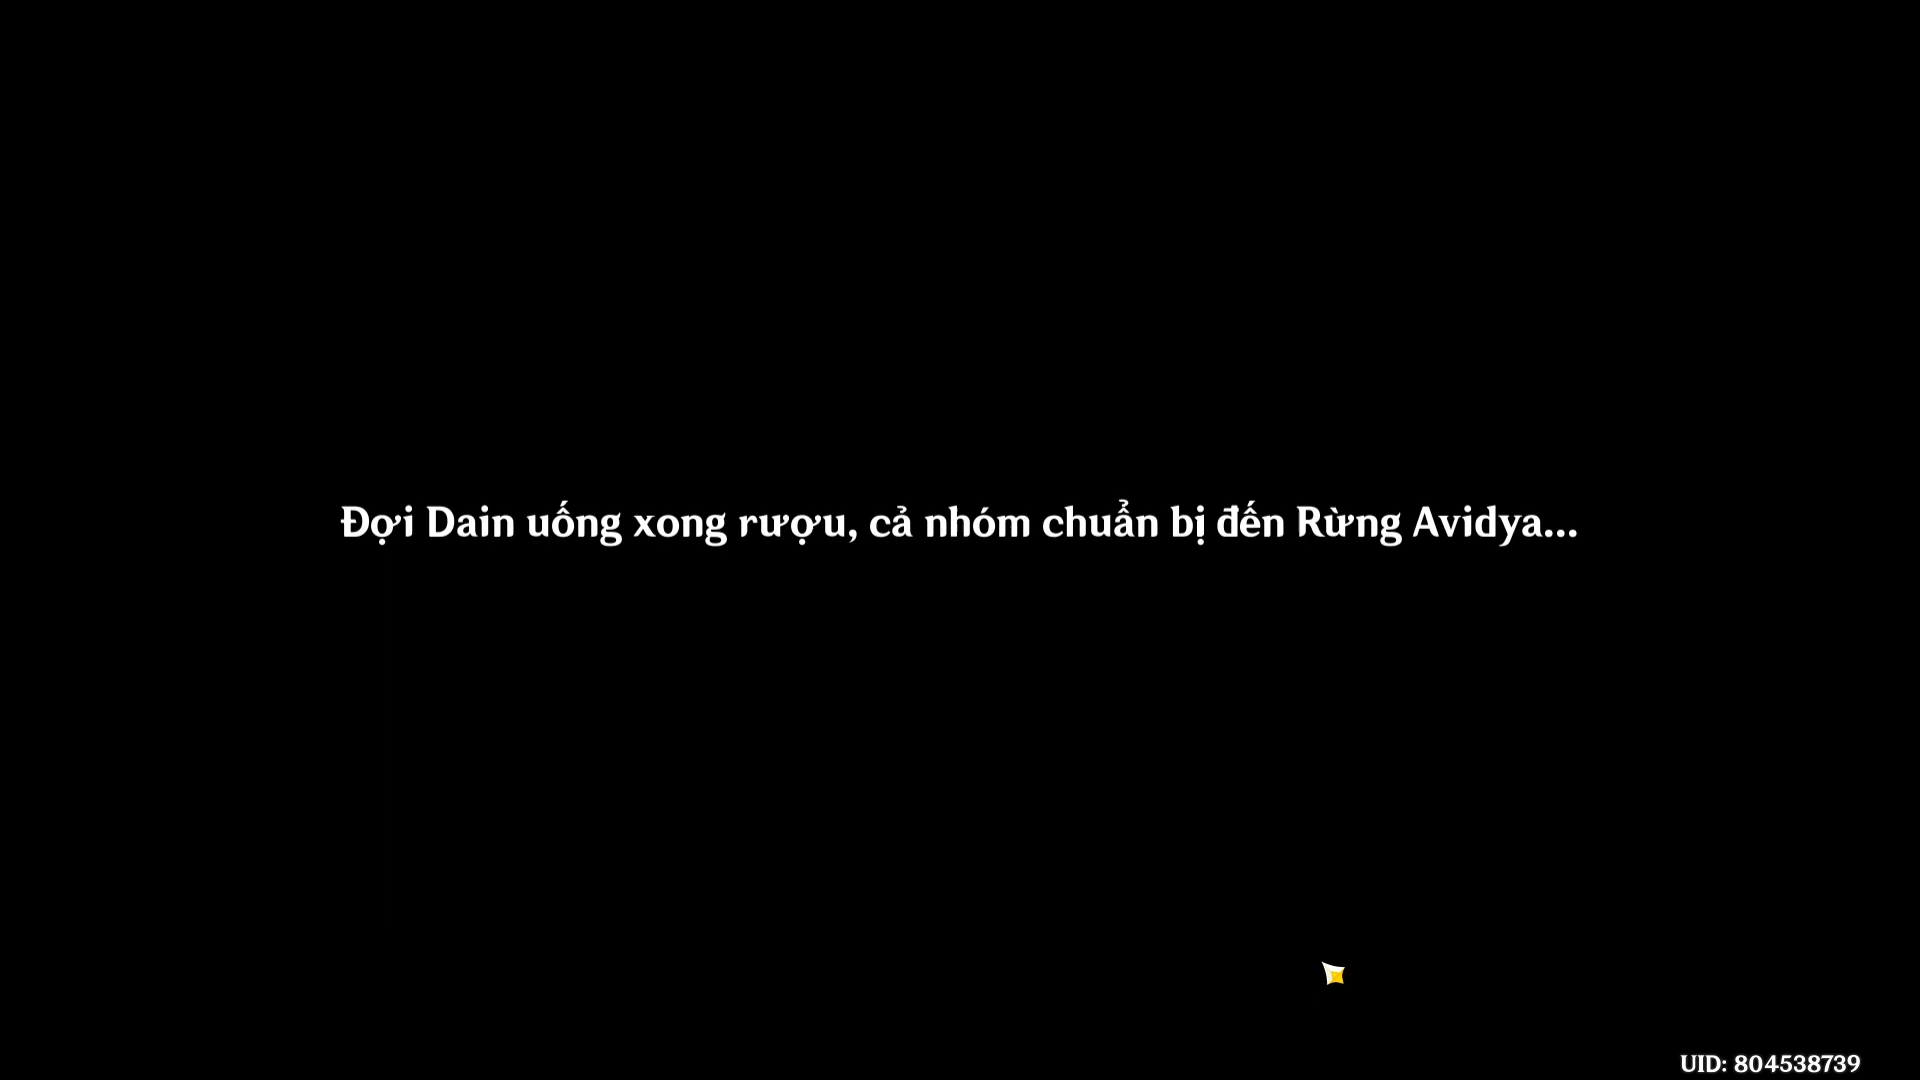 Đợi Dain uống xong rượu, cả nhóm chuẩn bị đến Rừng Avidya...
UID: 804538739